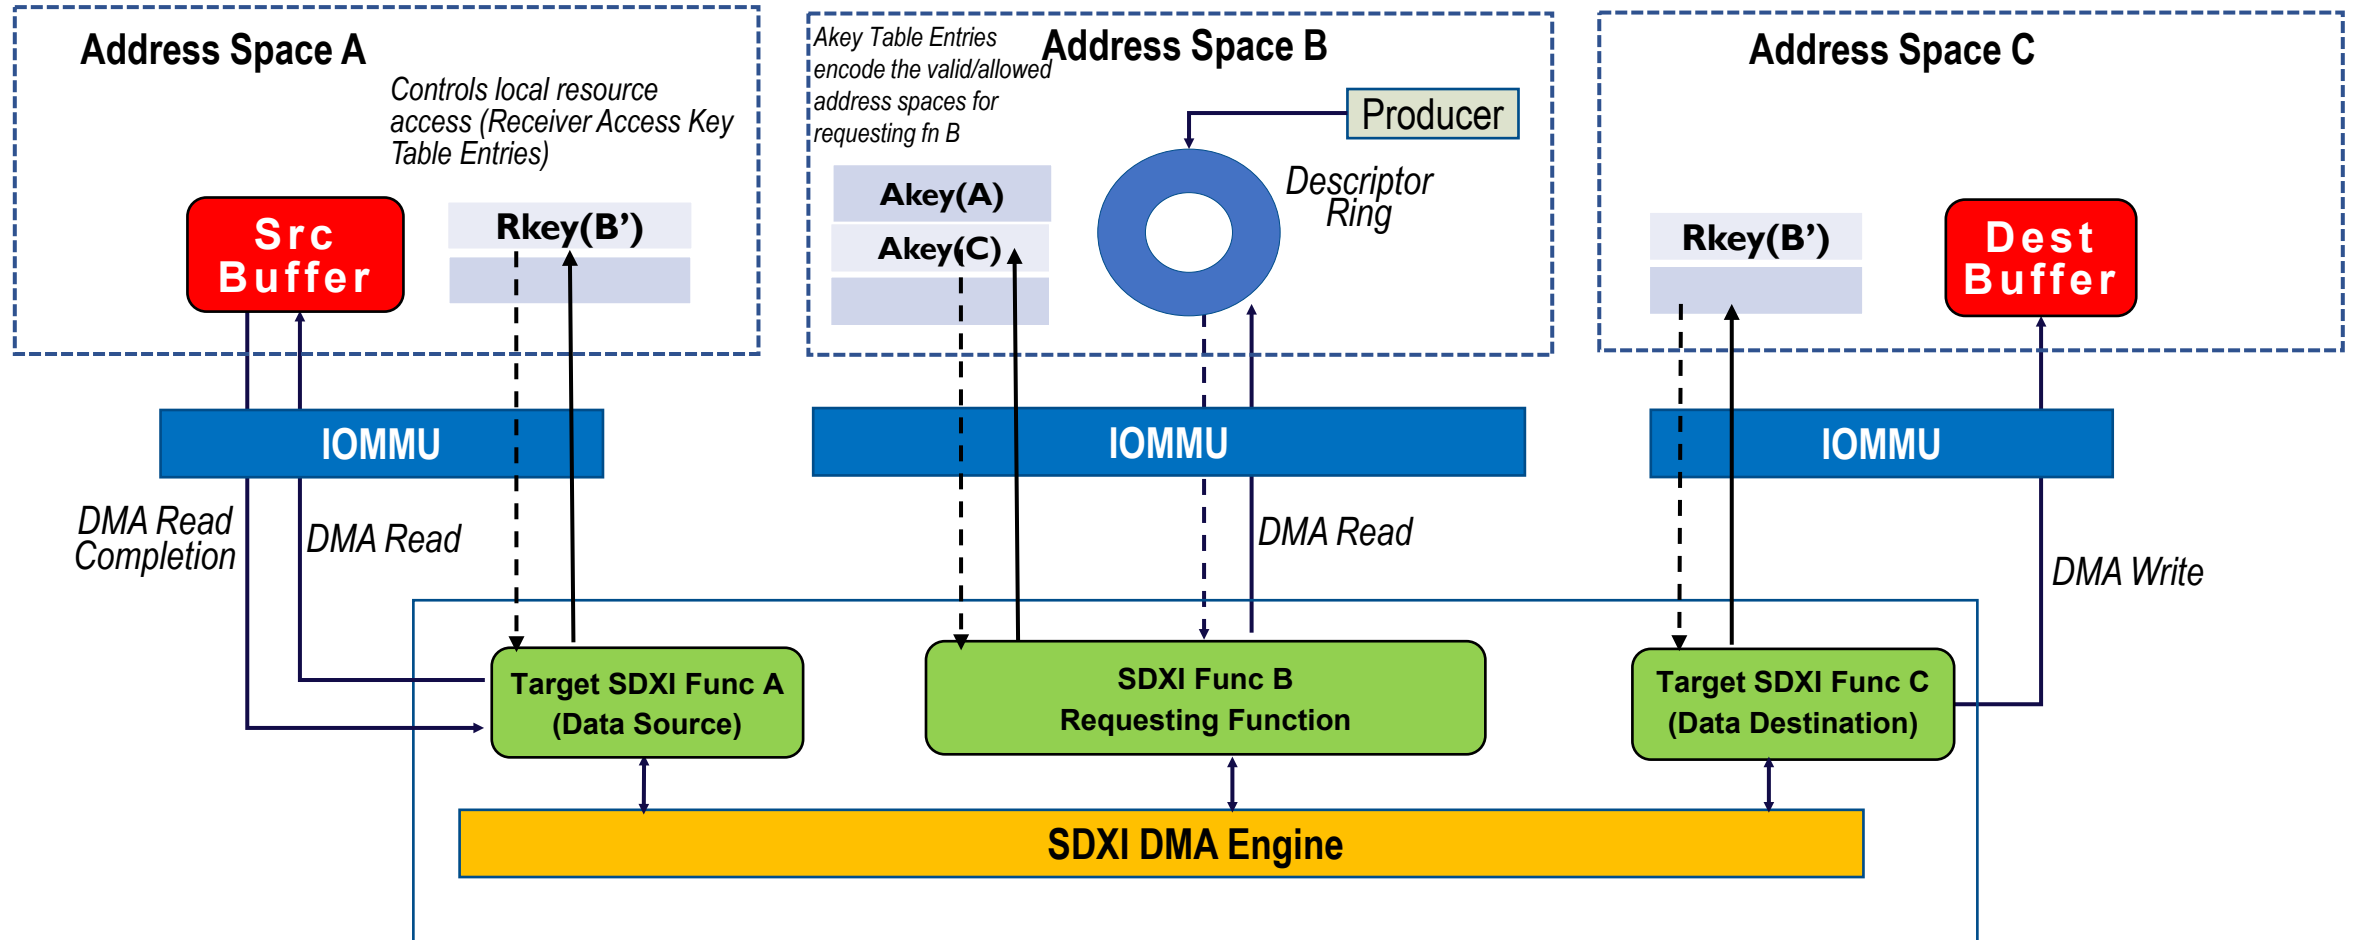 Address Space A
Controls local resource
access (Receiver Access Key
Table Entries)
Src
Buffer
Rkey(B’)
Akey Table Entries
encode the valid/allowed
address spaces for
requesting fn B
Address Space B
Producer
Akey(A)
Akey(C)
Descriptor
Ring
Address Space C
Rkey(B’)
Dest
Buffer
IOMMU
IOMMU
IOMMU
DMA Read
Completion
DMA Read
DMA Read
DMA Write
Target SDXI Func A
(Data Source)
SDXI Func B
Requesting Function
Target SDXI Func C
(Data Destination)
SDXI DMA Engine